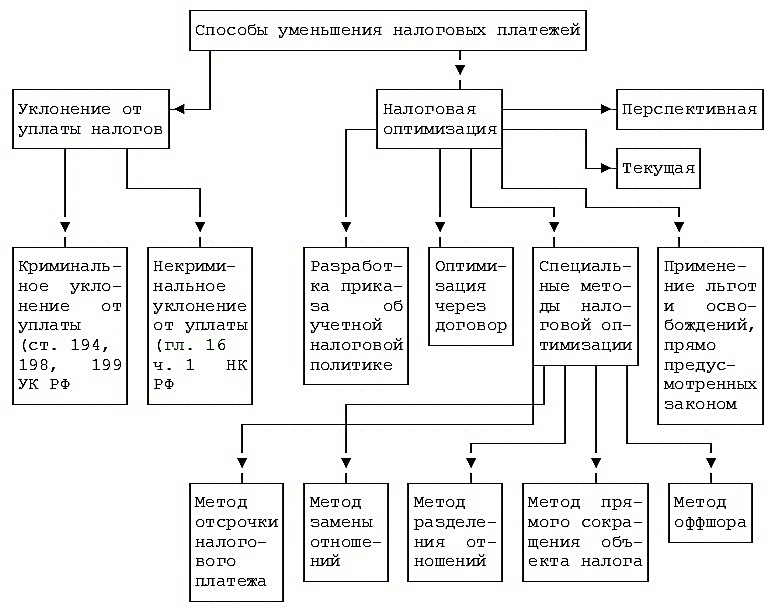 Способы уменьшения налоговых платежей
Уклонение от
уплаты налогов
Налоговая
оптимизация
Перспективная
Текущая
Криминаль-
ное укло-
нение от
уплаты
(ст. 194,
198, 199
УК РФ
Некрими-
нальное
уклонение
от уплаты
(гл. 16
ч. 1 НК
РФ
Разработ-
ка прика-
за об
учетной
налоговой
политике
Оптими-
зация
через
договор
Специаль-
ные мето-
ды нало-
говой оп-
тимизации
Примене-
ние льгот
и осво-
бождений,
прямо
предус-
мотренных
законом
Метод
отсрочки
налого-
вого
платежа
Метод
замены
отноше-
ний
Метод
разделе-
ния от-
ношений
Метод пря-
мого сокра-
щения объ-
екта налога
Метод
оффшора